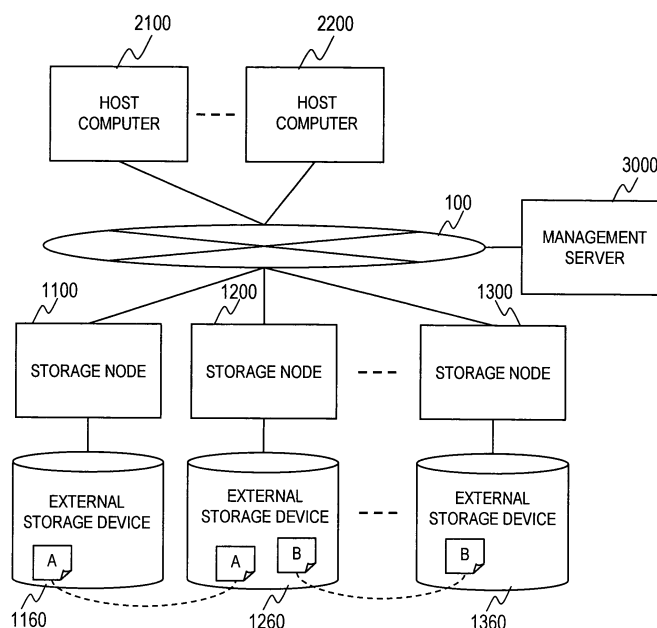 2100
2200
HOST
COMPUTER
HOST
COMPUTER
3000
100
MANAGEMENT
SERVER
1100
1200
1300
STORAGE NODE
STORAGE NODE
STORAGE NODE
EXTERNAL
STORAGE DEVICE
EXTERNAL
STORAGE DEVICE
EXTERNAL
STORAGE DEVICE
A
A
B
B
1160
1260
1360